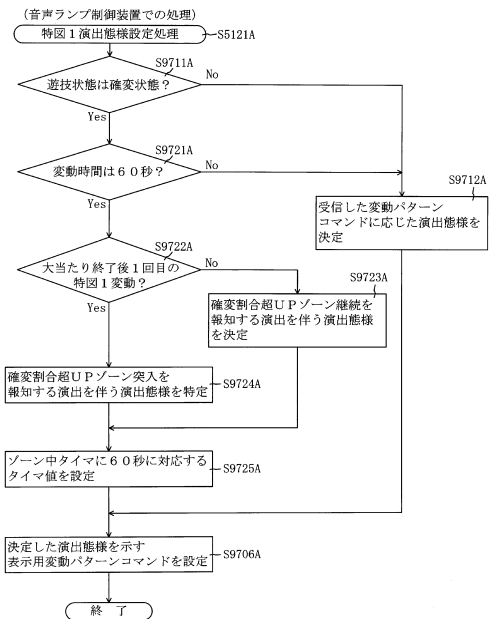 (音声ランプ制御装置での処理)
特図1演出態様設定処理
S5121A
S9711A
遊技状態は確変状態?
No
Yes
S9721A
変動時間は60秒?
No
Yes
S9712A
受信した変動パターン
コマンドに応じた演出態様を
決定
S9722A
大当たり終了後1回目の
特図1変動?
No
Yes
S9723A
確変割合超UPゾーン継続を
報知する演出を伴う演出態様
を決定
確変割合超UPゾーン突入を
報知する演出を伴う演出態様を特定
S9724A
ゾーン中タイマに60秒に対応する
タイマ値を設定
S9725A
決定した演出態様を示す
表示用変動パターンコマンドを設定
S9706A
終 了